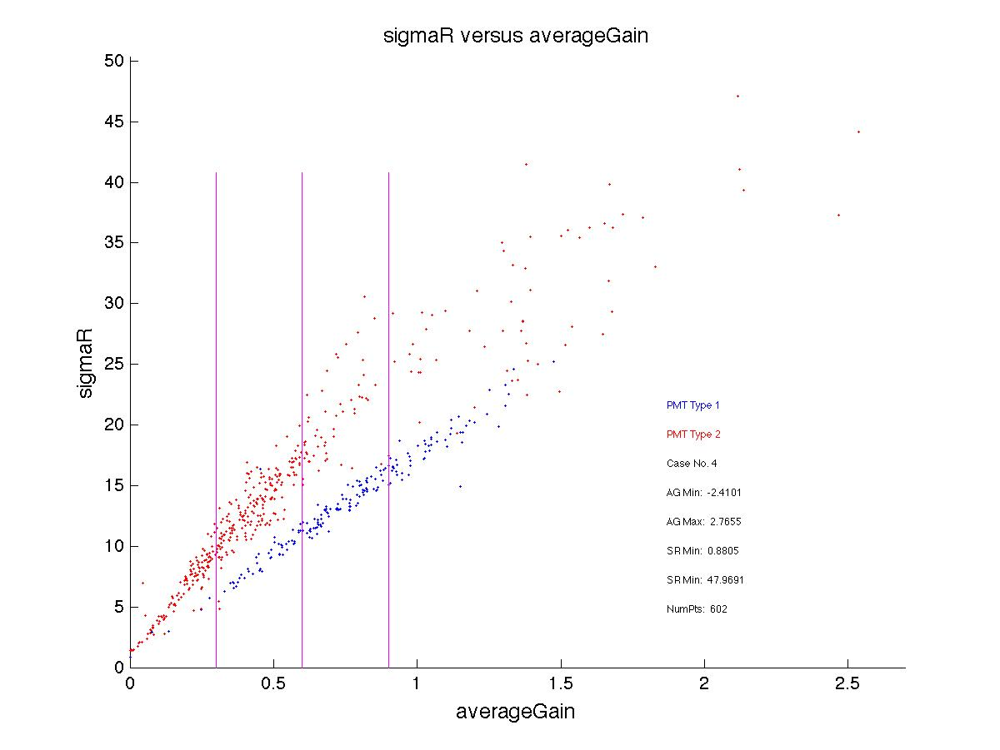 sigmaR versus averageGain
50
45
40
35
30
25
20
15
10
5
0
sigmaR
0
0.5
1
1.5
2
2.5
averageGain
PMT Type 1
PMT Type 2
Case No. 4
AG Min: -2.4101
AG Max: 2.7655
SR Min: 0.8805
SR Min: 47.9691
NumPts: 602